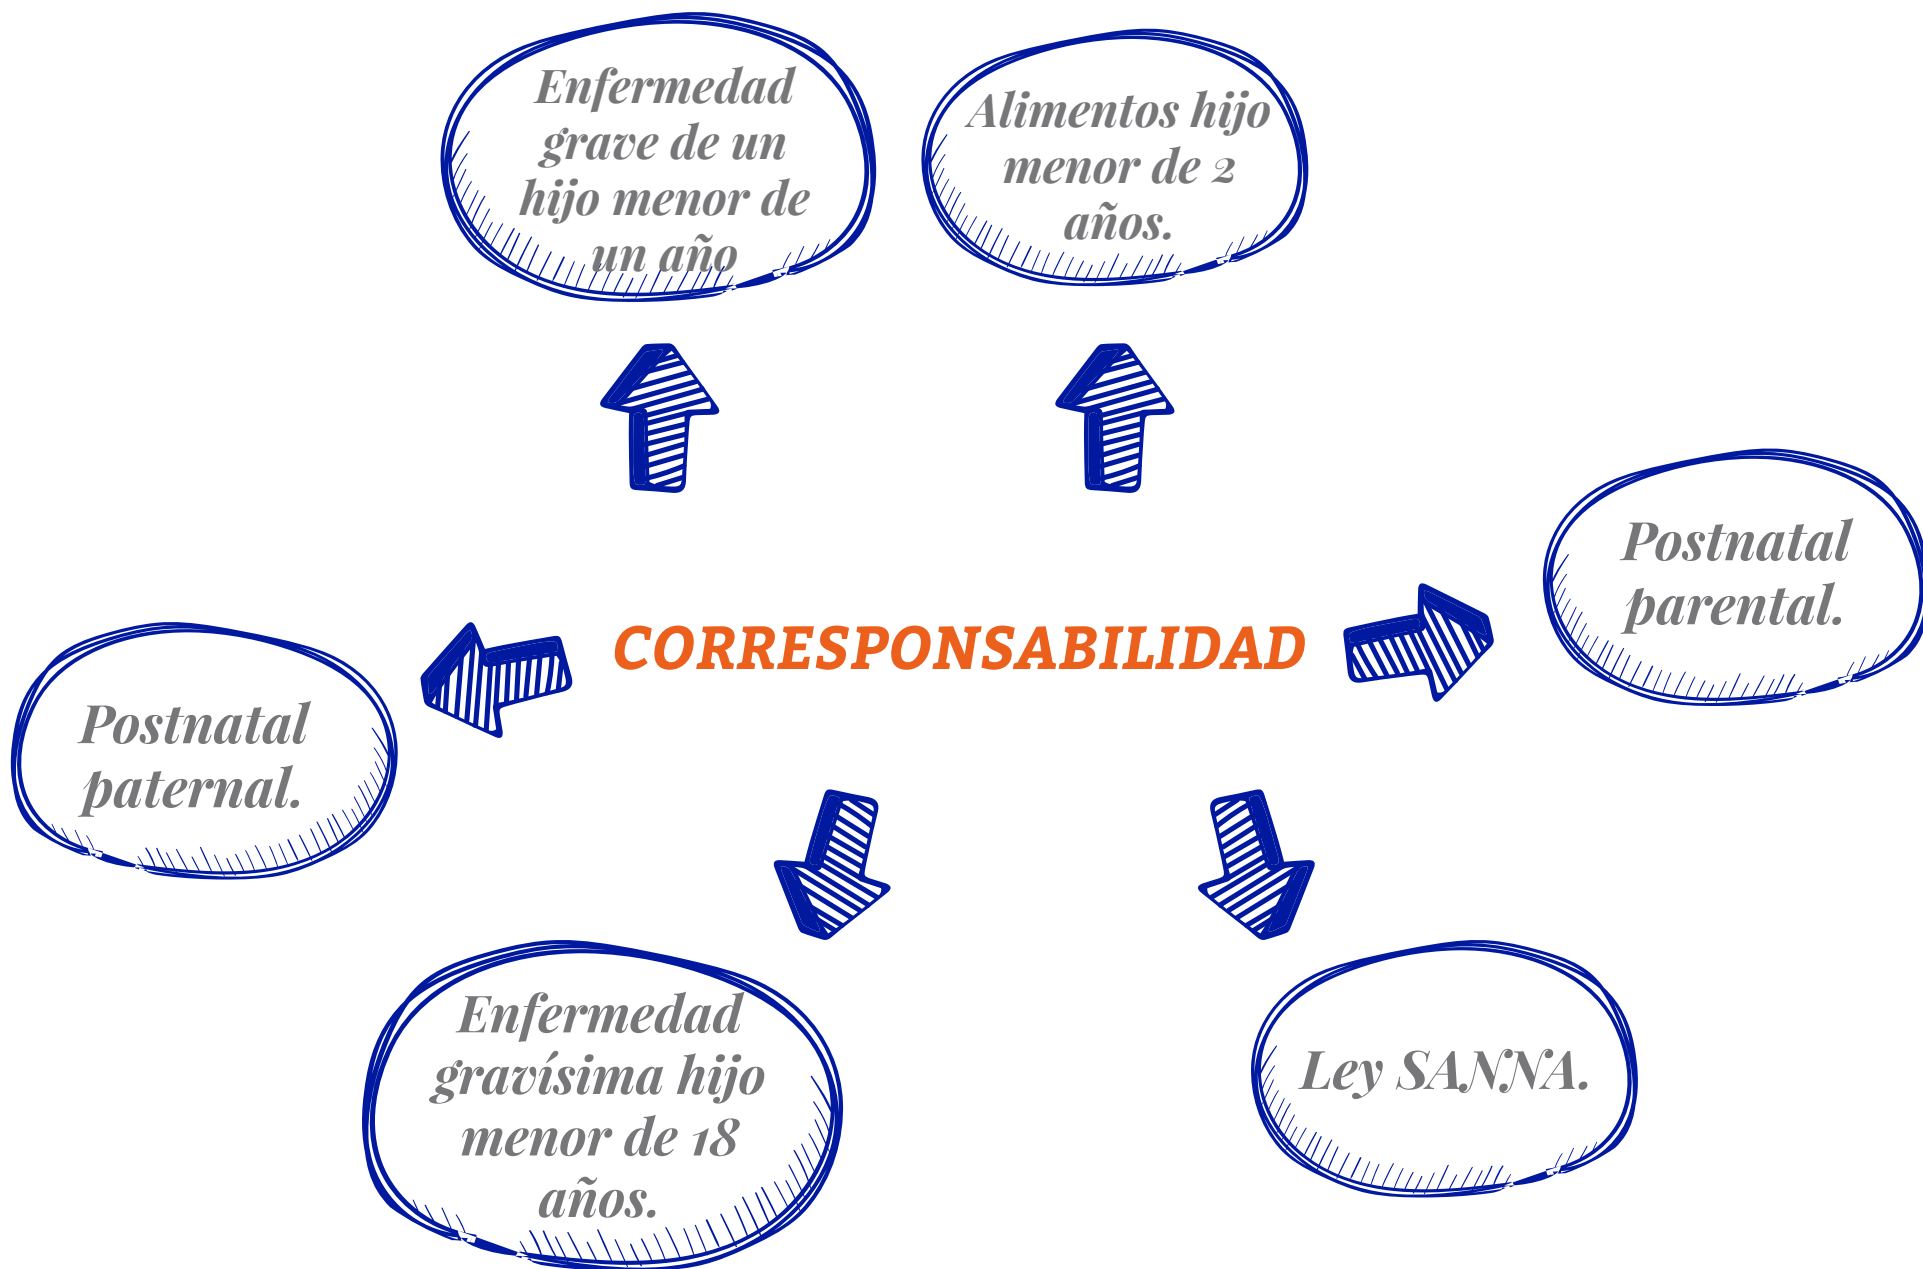 Enfermedad
grave de un
hijo menor de
un año
Alimentos hijo
menor de 2
años.
Postnatal
parental.
CORRESPONSABILIDAD
Postnatal
paternal.
Enfermedad
gravísima hijo
menor de 18
años.
Ley SANNA.